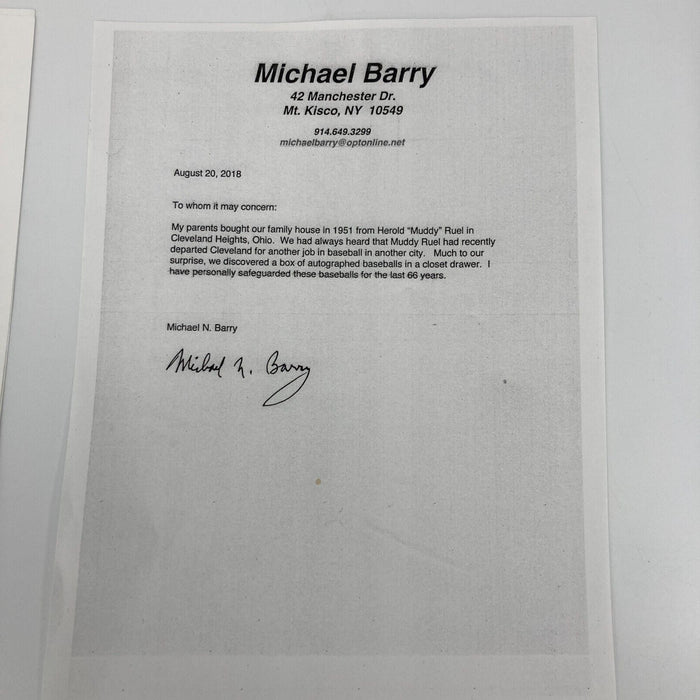 Michael Barry
42 Manchester Dr.
Mt. Kisco, NY 10549
914.649.3299
michaelbarry@optonline.net
August 20, 2018
To whom it may concern:
My parents bought our family house in 1951 from Herold "Muddy" Ruel in
Cleveland Heights, Ohio. We had always heard that Muddy Ruel had recently
departed Cleveland for another job in baseball in another city. Much to our
surprise, we discovered a box of autographed baseballs in a closet drawer. I
have personally safeguarded these baseballs for the last 66 years.
Michael N. Barry
Michael N. Barry